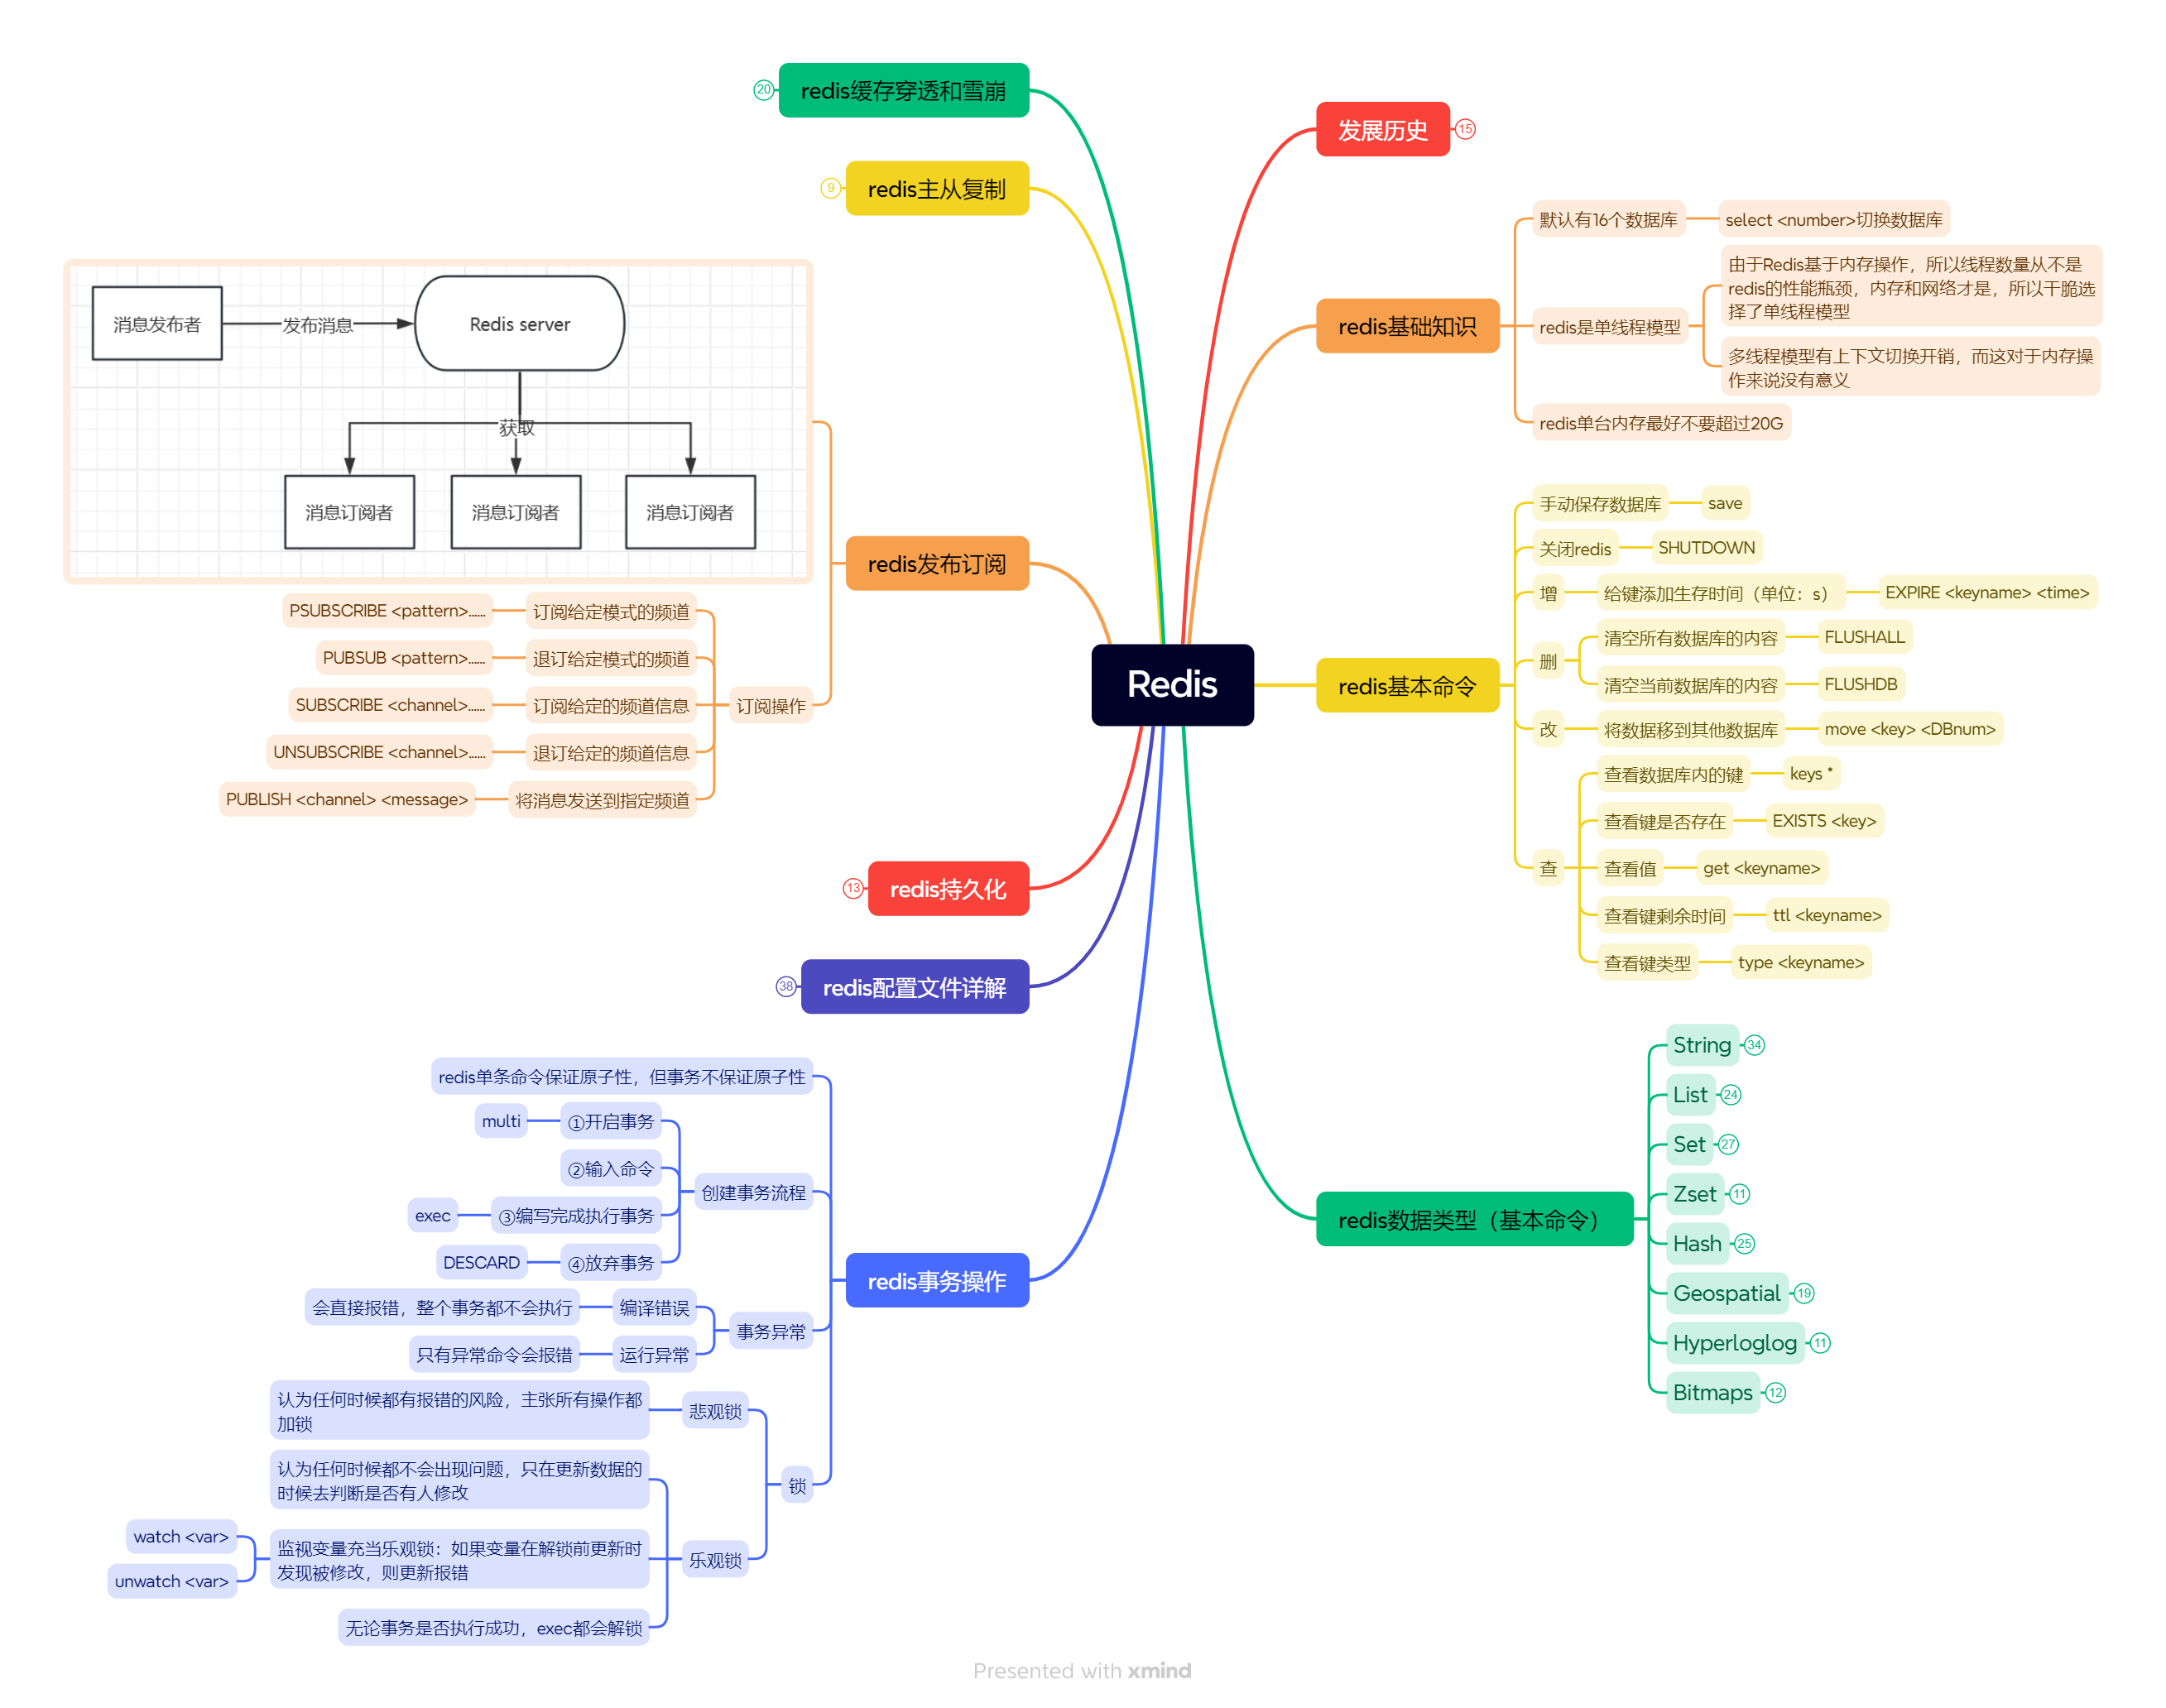 Redis
发展历史
15
redis基础知识
默认有16个数据库
select <number>切换数据库
redis是单线程模型
由于Redis基于内存操作，所以线程数量从不是
redis的性能瓶颈，内存和网络才是，所以干脆选
择了单线程模型
多线程模型有上下文切换开销，而这对于内存操
作来说没有意义
redis单台内存最好不要超过20G
redis基本命令
手动保存数据库
save
关闭redis
SHUTDOWN
增
给键添加生存时间（单位：s）
EXPIRE <keyname> <time>
删
清空所有数据库的内容
FLUSHALL
清空当前数据库的内容
FLUSHDB
改
将数据移到其他数据库
move <key> <DBnum>
查
查看数据库内的键
keys *
查看键是否存在
EXISTS <key>
查看值
get <keyname>
查看键剩余时间
ttl <keyname>
查看键类型
type <keyname>
redis数据类型（基本命令）
String
34
List
24
Set
27
Zset
11
Hash
25
Geospatial
19
Hyperloglog
11
Bitmaps
12
redis缓存穿透和雪崩
20
redis主从复制
9
redis发布订阅
消息发布者
发布消息
Redis server
获取
消息订阅者
消息订阅者
消息订阅者
订阅操作
订阅给定模式的频道
PSUBSCRIBE <pattern>......
退订给定模式的频道
PUBSUB <pattern>......
订阅给定的频道信息
SUBSCRIBE <channel>......
退订给定的频道信息
UNSUBSCRIBE <channel>......
将消息发送到指定频道
PUBLISH <channel> <message>
redis持久化
13
redis配置文件详解
38
redis事务操作
redis单条命令保证原子性，但事务不保证原子性
创建事务流程
①开启事务
multi
②输入命令
③编写完成执行事务
exec
④放弃事务
DESCARD
事务异常
编译错误
会直接报错，整个事务都不会执行
运行异常
只有异常命令会报错
锁
悲观锁
认为任何时候都有报错的风险，主张所有操作都
加锁
乐观锁
认为任何时候都不会出现问题，只在更新数据的
时候去判断是否有人修改
监视变量充当乐观锁：如果变量在解锁前更新时
发现被修改，则更新报错
watch <var>
unwatch <var>
无论事务是否执行成功，exec都会解锁
Presented with xmind